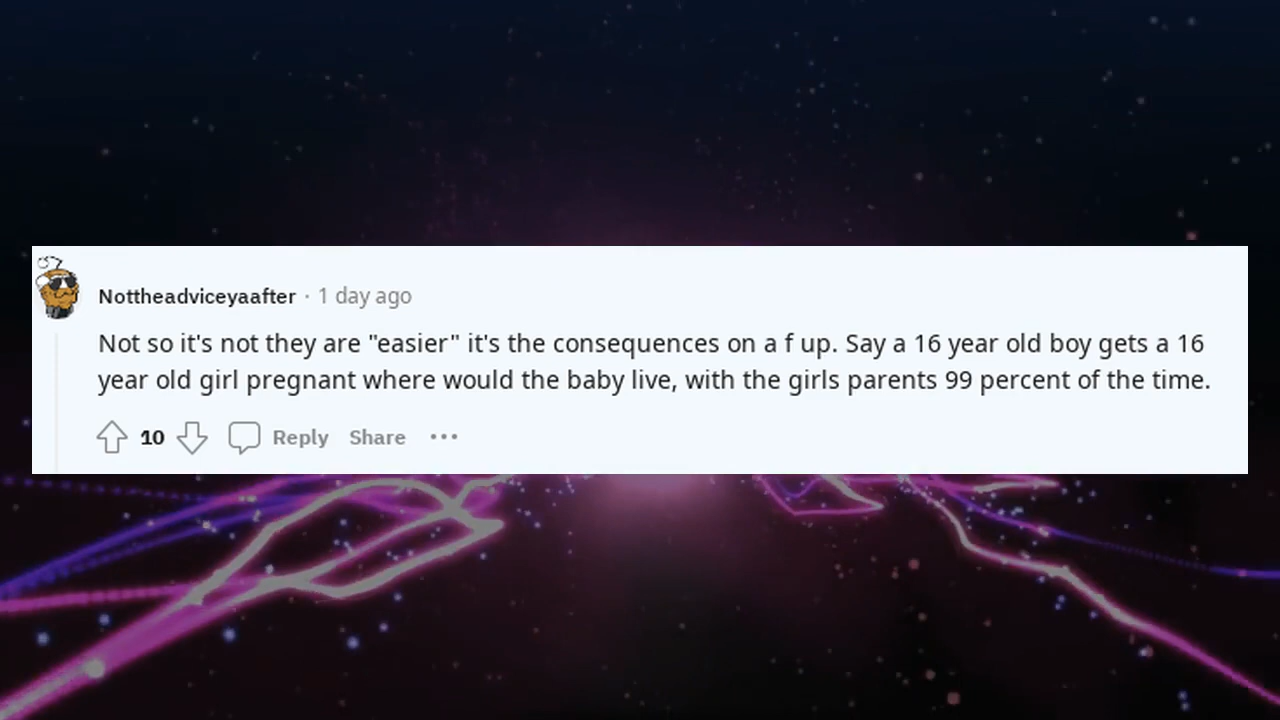 Nottheadviceyaafter · 1 day ago
Not so it's not they are "easier" it's the consequences on a f up. Say a 16 year old boy gets a 16
year old girl pregnant where would the baby live, with the girls parents 99 percent of the time.
10 Reply Share •••